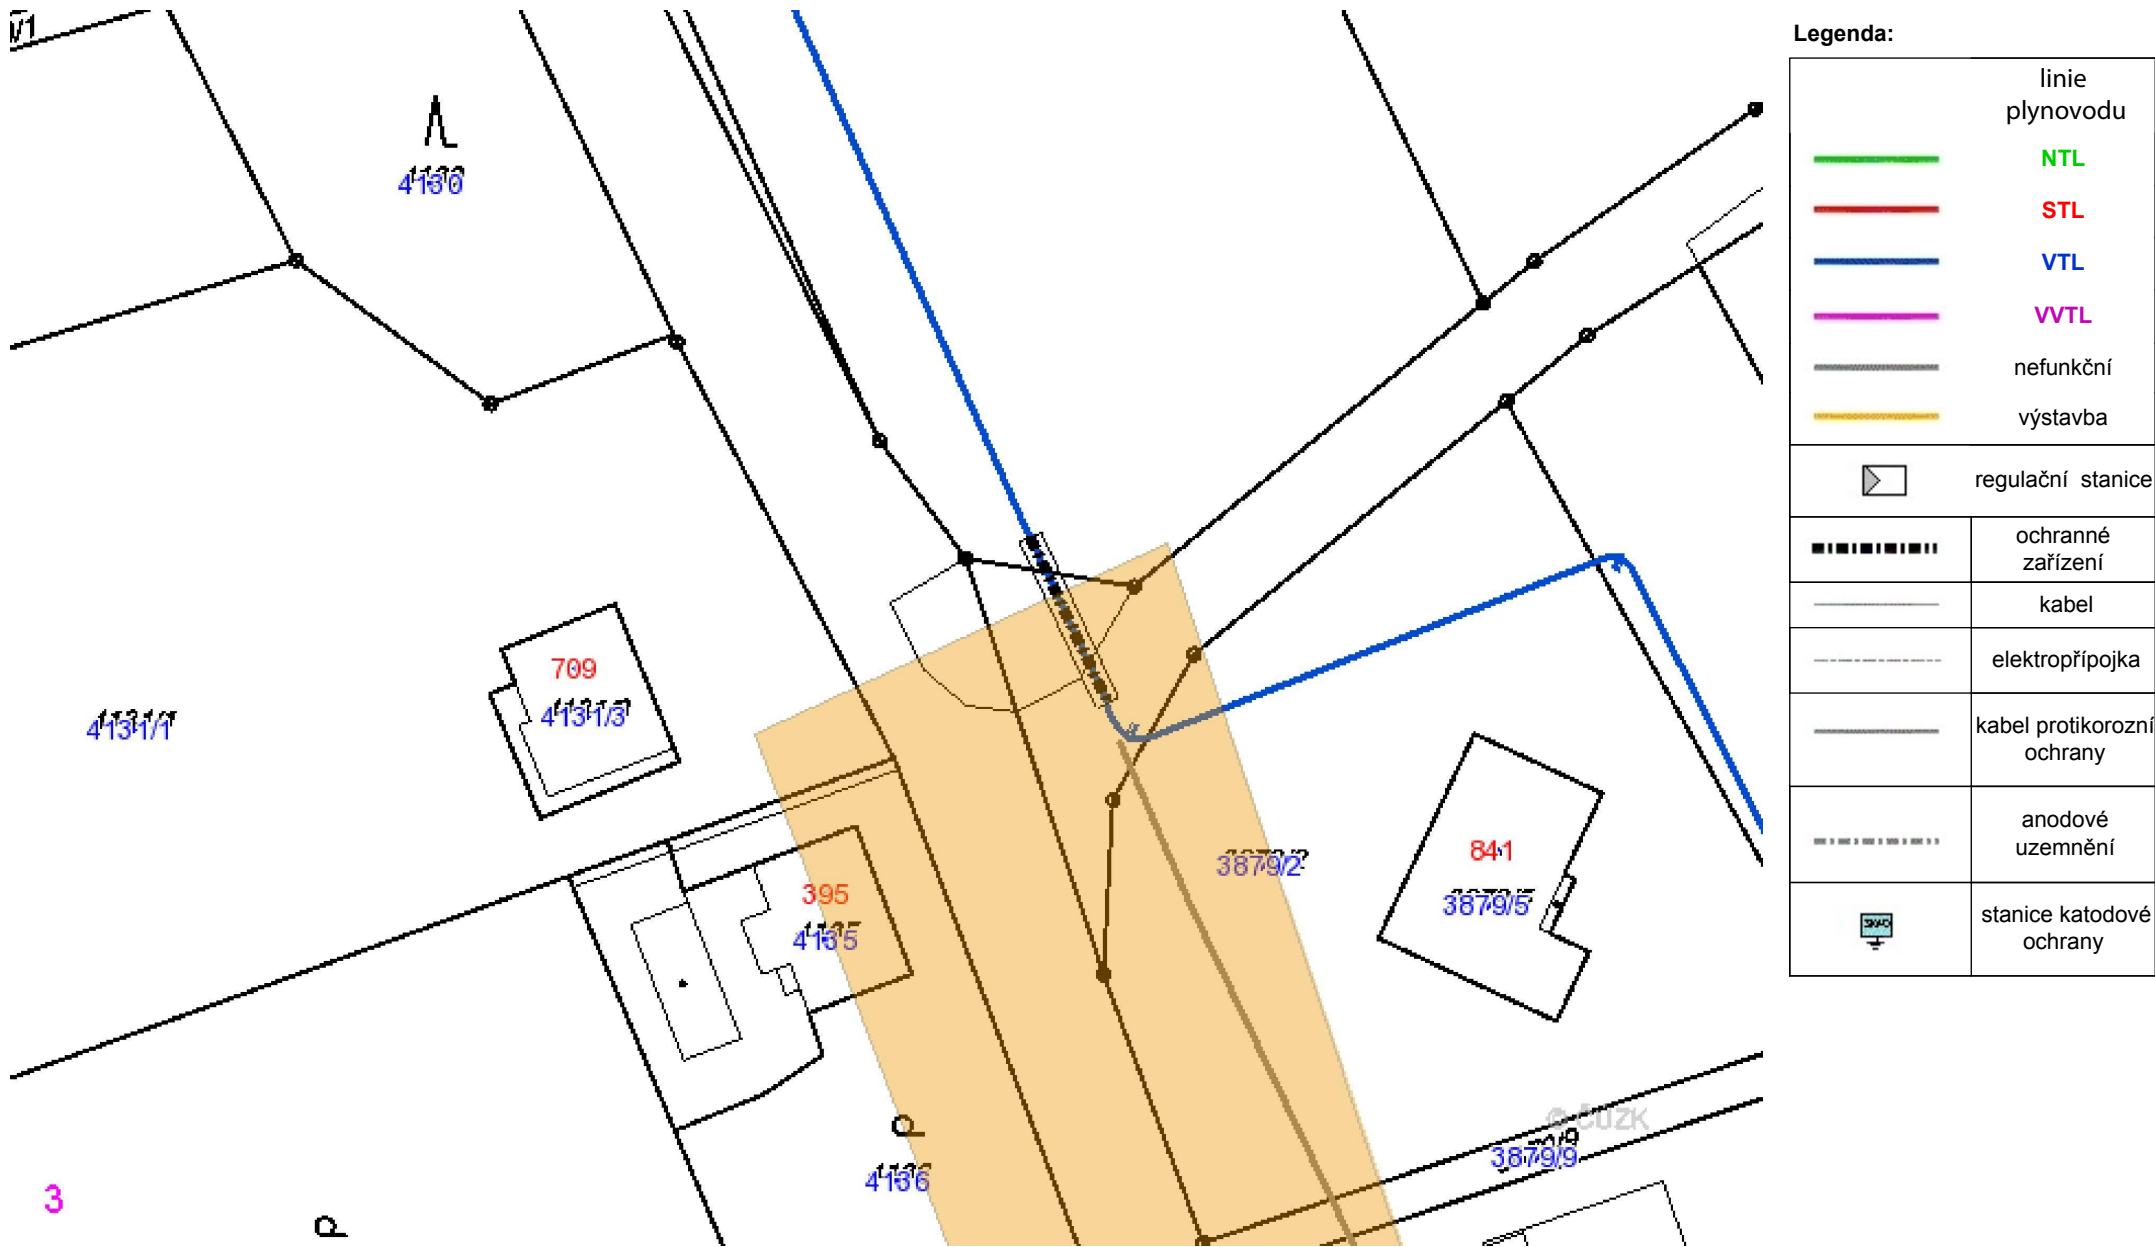 Legenda:
linie
plynovodu
NTL
STL
VTL
VVTL
nefunkční
výstavba
regulační stanice
ochranné
zařízení
kabel
elektropřípojka
kabel protikorozní
ochrany
anodové
uzemnění
stanice katodové
ochrany
4130
709
4131/3
4131/1
395
4135
4136
3879/2
841
3879/5
© ČÚZK
3879/9
3